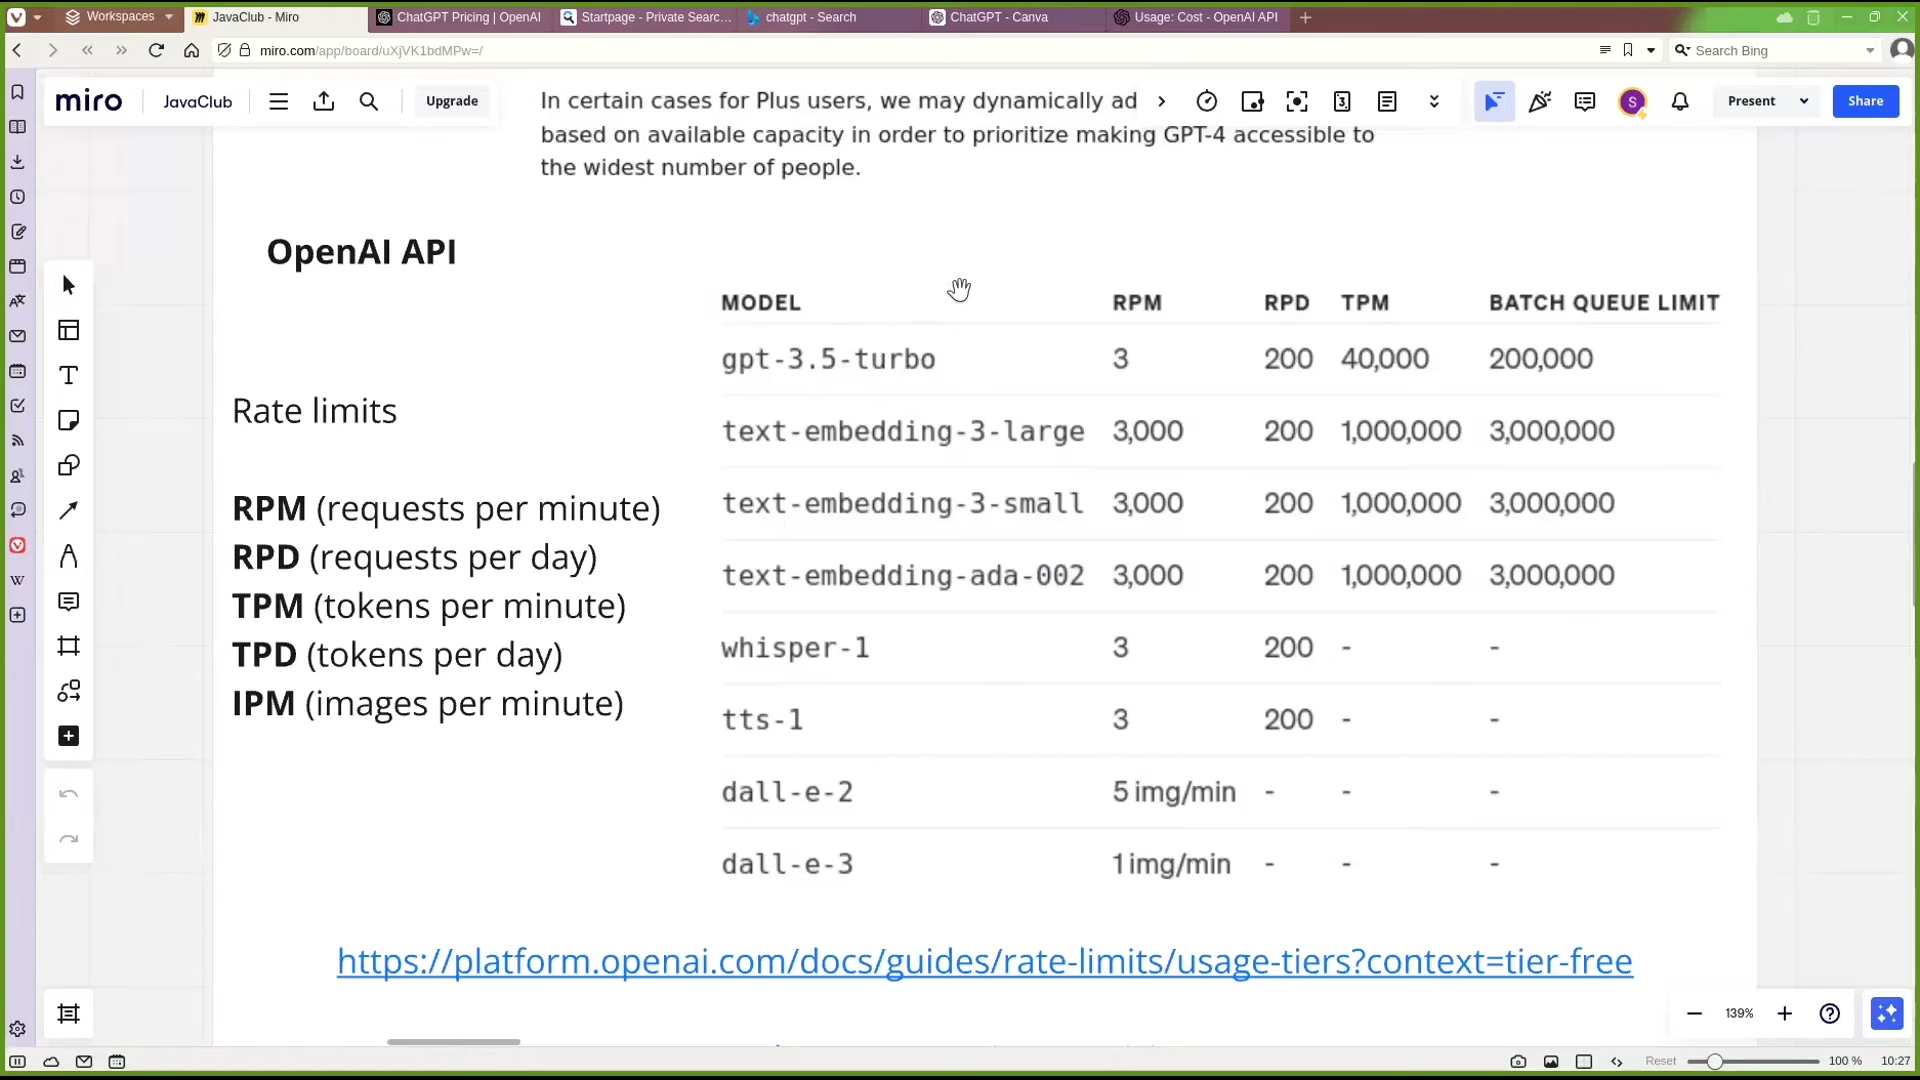 Workspaces
JavaClub - Miro
ChatGPT Pricing | OpenAI
Startpage - Private Searc...
chatgpt - Search
ChatGPT - Canva
Usage: Cost - OpenAI API
miro.com/app/board/uXjVK1bdMPw=/
Search Bing
miro
JavaClub
Upgrade
Present
Share
In certain cases for Plus users, we may dynamically ad
based on available capacity in order to prioritize making GPT-4 accessible to
the widest number of people.
OpenAI API
Rate limits
RPM (requests per minute)
RPD (requests per day)
TPM (tokens per minute)
TPD (tokens per day)
IPM (images per minute)
MODEL RPM RPD TPM BATCH QUEUE LIMIT
gpt-3.5-turbo 3 200 40,000 200,000
text-embedding-3-large 3,000 200 1,000,000 3,000,000
text-embedding-3-small 3,000 200 1,000,000 3,000,000
text-embedding-ada-002 3,000 200 1,000,000 3,000,000
whisper-1 3 200 - -
tts-1 3 200 - -
dall-e-2 5 img/min - - -
dall-e-3 1 img/min - - -
https://platform.openai.com/docs/guides/rate-limits/usage-tiers?context=tier-free
139%
Reset
100 %
10:27